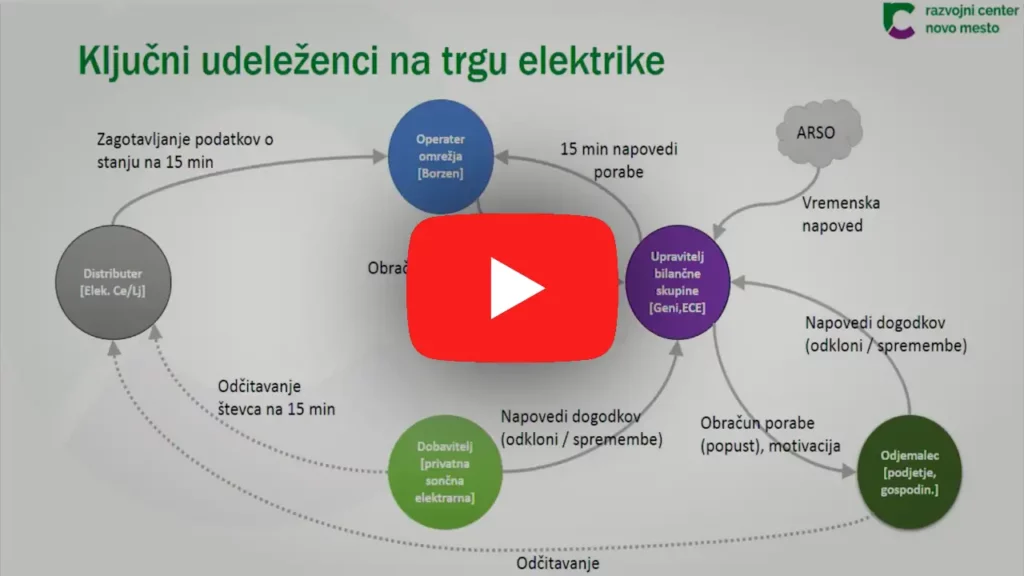 razvojni center
novo mesto
Ključni udeleženci na trgu elektrike
Zagotavljanje podatkov o
stanju na 15 min
Operater
omrežja
[Borzen]
15 min napovedi
porabe
ARSO
Vremenska
napoved
Distributer
[Elek. Ce/Lj]
Upravitelj
bilančne
skupine
[Geni,ECE]
Napovedi dogodkov
(odkloni / spremembe)
Odčitavanje
števca na 15 min
Napovedi dogodkov
(odkloni / spremembe)
Obračun porabe
(popust), motivacija
Dobavitelj
[privatna
sončna
elektrarna]
Odjemalec
[podjetje,
gospodin.]
Odčitavanje